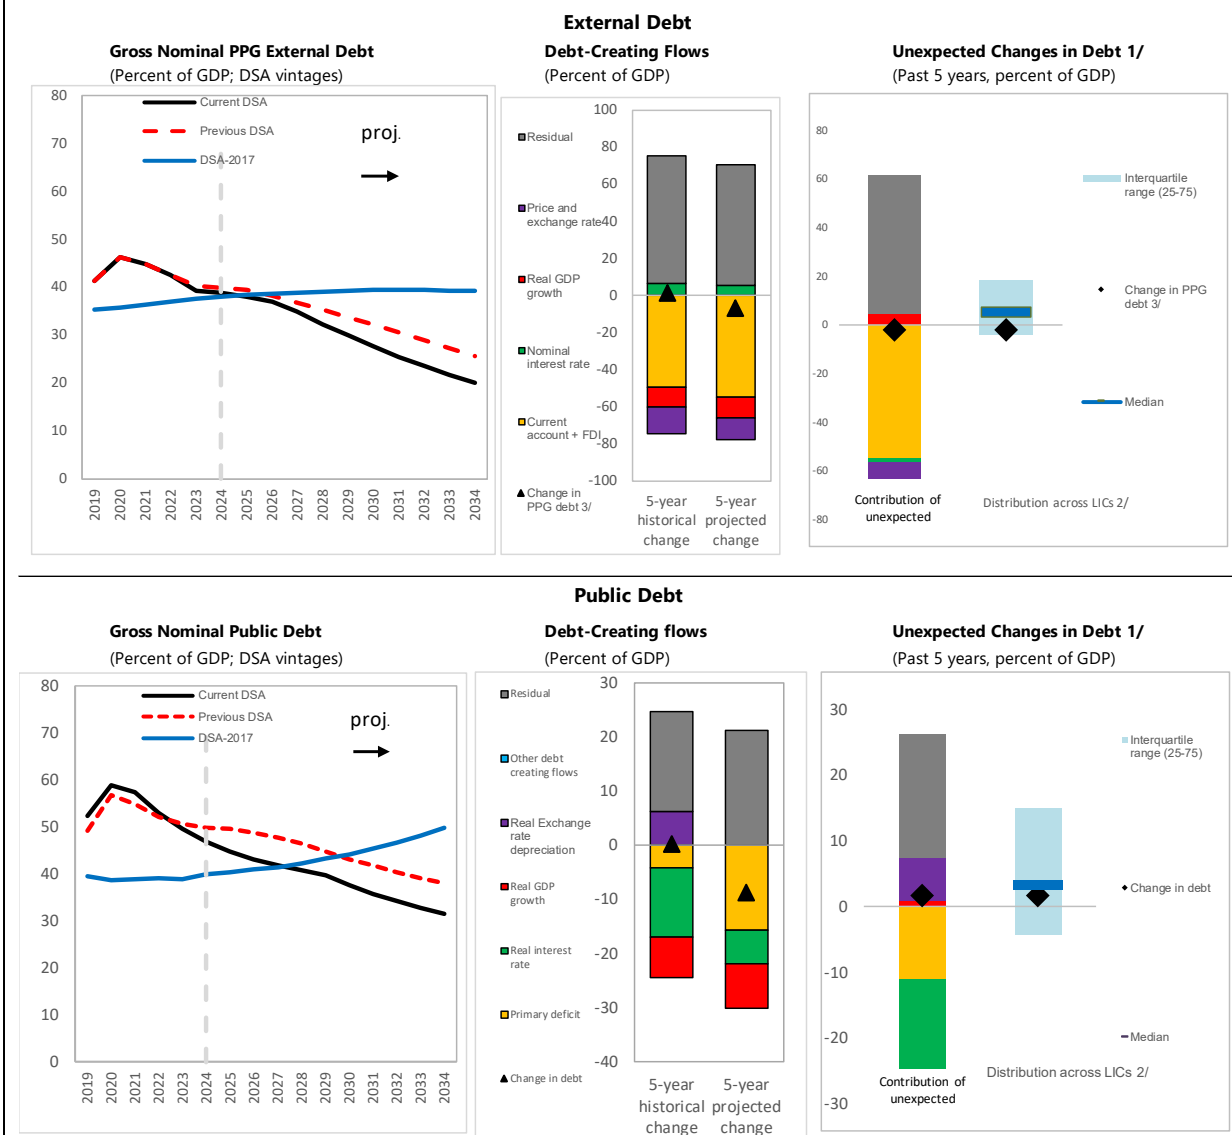 External Debt
Gross Nominal PPG External Debt
(Percent of GDP; DSA vintages)
80
70
60
50
40
30
20
10
0
Current DSA
Previous DSA
DSA-2017
proj.
2019
2020
2021
2022
2023
2024
2025
2026
2027
2028
2029
2030
2031
2032
2033
2034
Debt-Creating Flows
(Percent of GDP)
Residual
Price and
exchange rate
Real GDP
growth
Nominal
interest rate
Current
account + FDI
Change in
PPG debt 3/
100
80
60
40
20
0
-20
-40
-60
-80
-100
5-year
historical
change
5-year
projected
change
Unexpected Changes in Debt 1/
(Past 5 years, percent of GDP)
80
60
40
20
0
-20
-40
-60
-80
Interquartile
range (25-75)
Change in PPG
debt 3/
Median
Contribution of
unexpected
Distribution across LICs 2/
Public Debt
Gross Nominal Public Debt
(Percent of GDP; DSA vintages)
80
70
60
50
40
30
20
10
0
Current DSA
Previous DSA
DSA-2017
proj.
2019
2020
2021
2022
2023
2024
2025
2026
2027
2028
2029
2030
2031
2032
2033
2034
Debt-Creating flows
(Percent of GDP)
Residual
Other debt
creating flows
Real Exchange
rate
depreciation
Real GDP
growth
Real interest
rate
Primary deficit
Change in debt
30
20
10
0
-10
-20
-30
-40
5-year
historical
change
5-year
projected
change
Unexpected Changes in Debt 1/
(Past 5 years, percent of GDP)
30
20
10
0
-10
-20
-30
Interquartile
range (25-75)
Change in debt
Median
Contribution of
unexpected
Distribution across LICs 2/